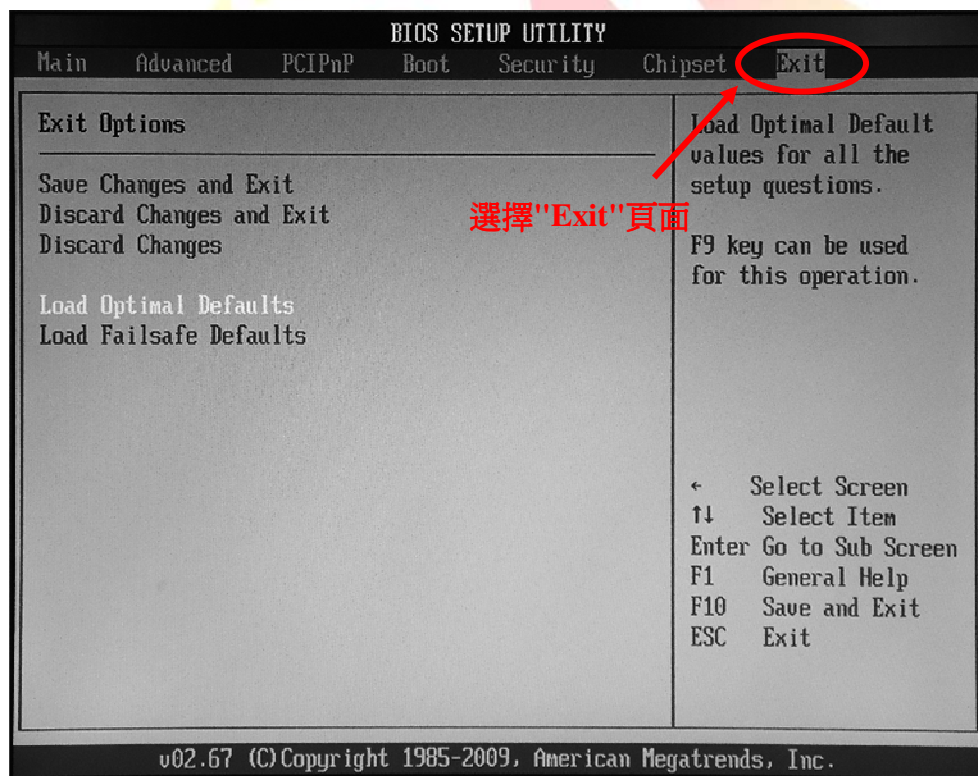 BIOS SETUP UTILITY
Main Advanced PCIPnP Boot Security Chipset Exit
Exit Options
Save Changes and Exit
Discard Changes and Exit
Discard Changes
Load Optimal Defaults
Load Failsafe Defaults
選擇"Exit"頁面
Load Optimal Default
values for all the
setup questions.
F9 key can be used
for this operation.
← Select Screen
↑↓ Select Item
Enter Go to Sub Screen
F1 General Help
F10 Save and Exit
ESC Exit
v02.67 (C)Copyright 1985-2009, American Megatrends, Inc.